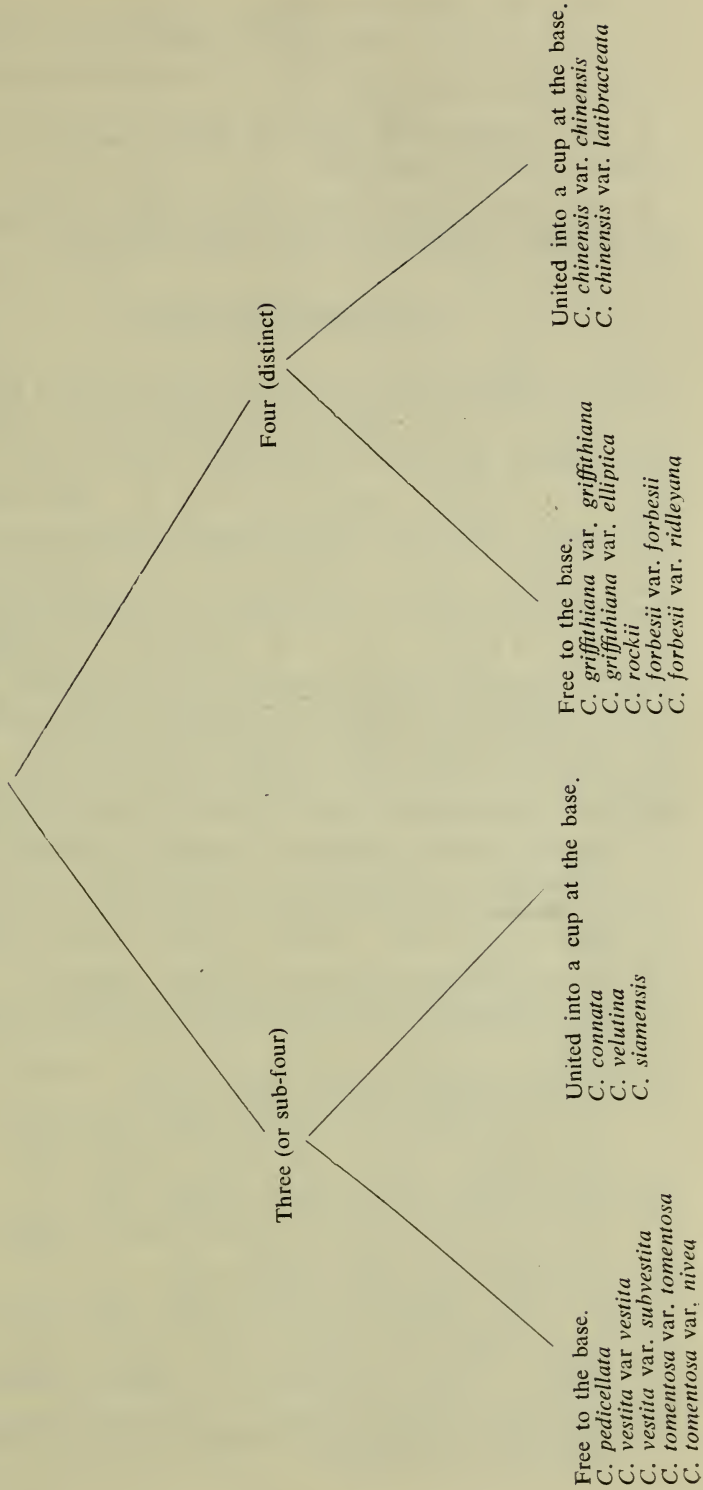 Three (or sub-four)
Four (distinct)
Free to the base.
C. pedicellata
C. vestita var vestita
C. vestita var. subvestita
C. tomentosa var. tomentosa
C. tomentosa var. nivea
United into a cup at the base.
C. connata
C. velutina
C. siamensis
Free to the base.
C. griffithiana var. griffithiana
C. griffithiana var. elliptica
C. rockii
C. forbesii var. forbesii
C. forbesii var. ridleyana
United into a cup at the base.
C. chinensis var. chinensis
C. chinensis var. latibracteata